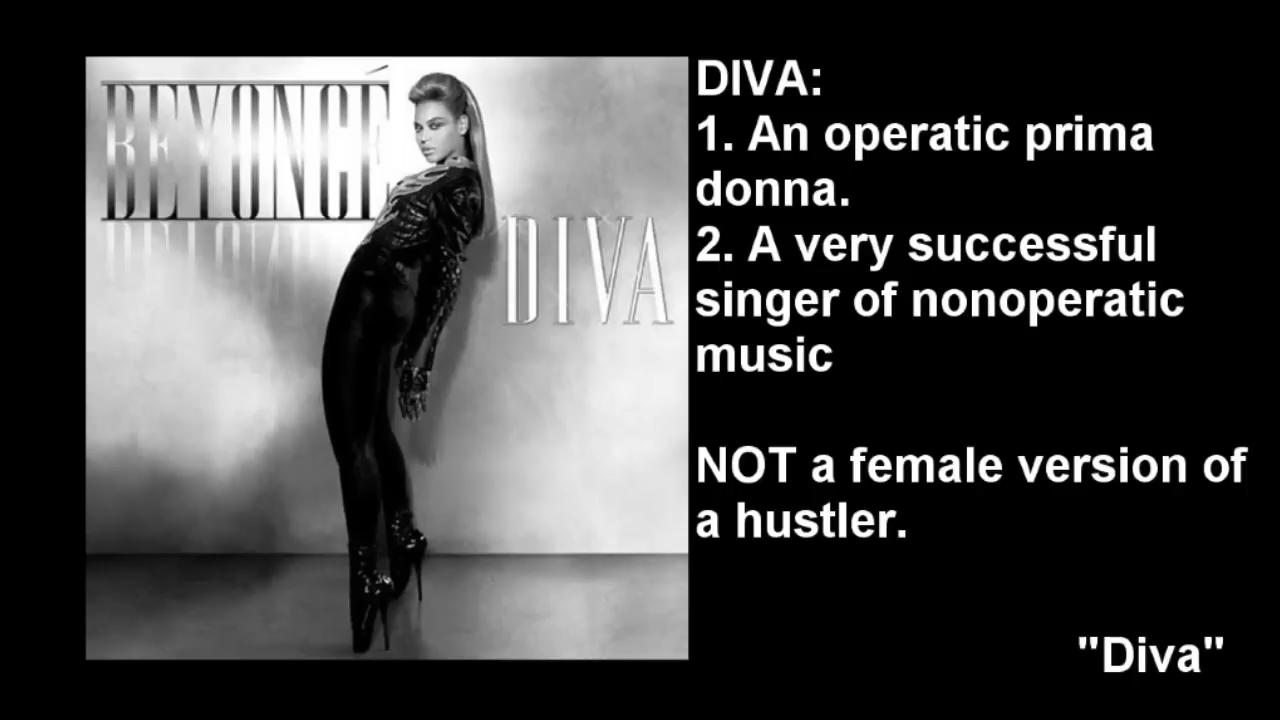 BEYONCÉ
DIVA
DIVA:
1. An operatic prima
donna.
2. A very successful
singer of nonoperatic
music
NOT a female version of
a hustler.
"Diva"